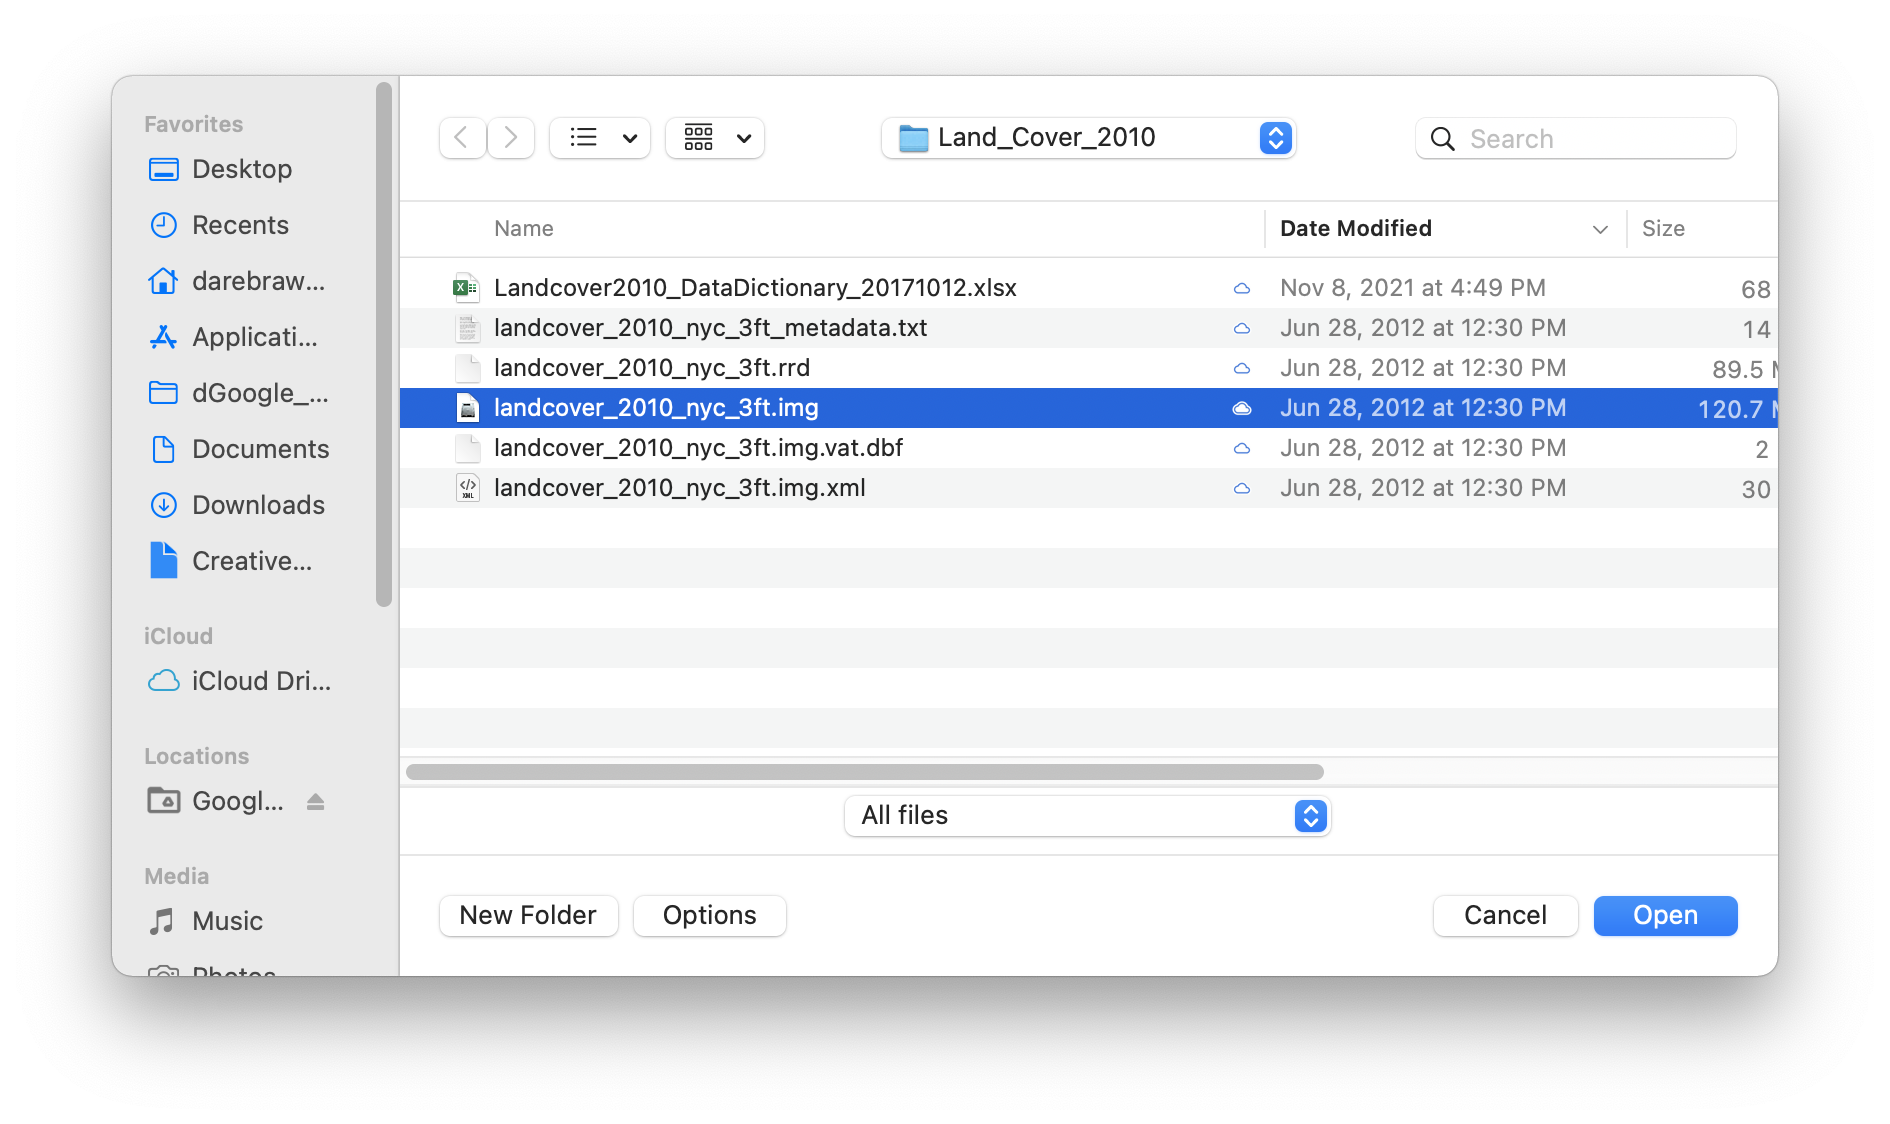 Favorites
Desktop
Recents
darebraw...
Applicati...
dGoogle_...
Documents
Downloads
Creative...
iCloud
iCloud Dri...
Locations
Googl...
Media
Music
Photos
Land_Cover_2010
Search
Name Date Modified Size
Landcover2010_DataDictionary_20171012.xlsx Nov 8, 2021 at 4:49 PM 68
landcover_2010_nyc_3ft_metadata.txt Jun 28, 2012 at 12:30 PM 14
landcover_2010_nyc_3ft.rrd Jun 28, 2012 at 12:30 PM 89.5 M
landcover_2010_nyc_3ft.img Jun 28, 2012 at 12:30 PM 120.7 M
landcover_2010_nyc_3ft.img.vat.dbf Jun 28, 2012 at 12:30 PM 2
landcover_2010_nyc_3ft.img.xml Jun 28, 2012 at 12:30 PM 30
All files
New Folder Options Cancel Open